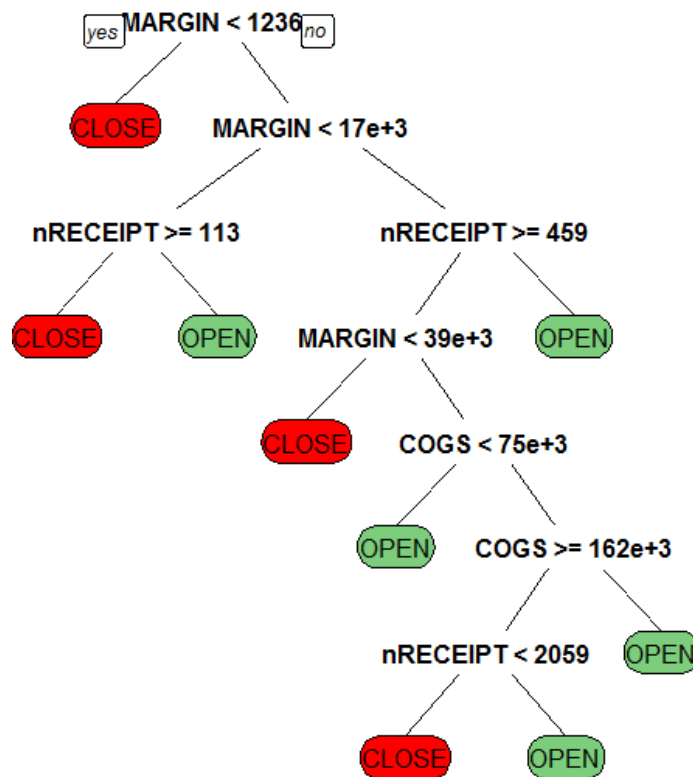 yes MARGIN < 1236 no
CLOSE MARGIN < 17e+3
nRECEIPT >= 113 nRECEIPT >= 459
CLOSE OPEN MARGIN < 39e+3 OPEN
CLOSE COGS < 75e+3
OPEN COGS >= 162e+3
nRECEIPT < 2059 OPEN
CLOSE OPEN